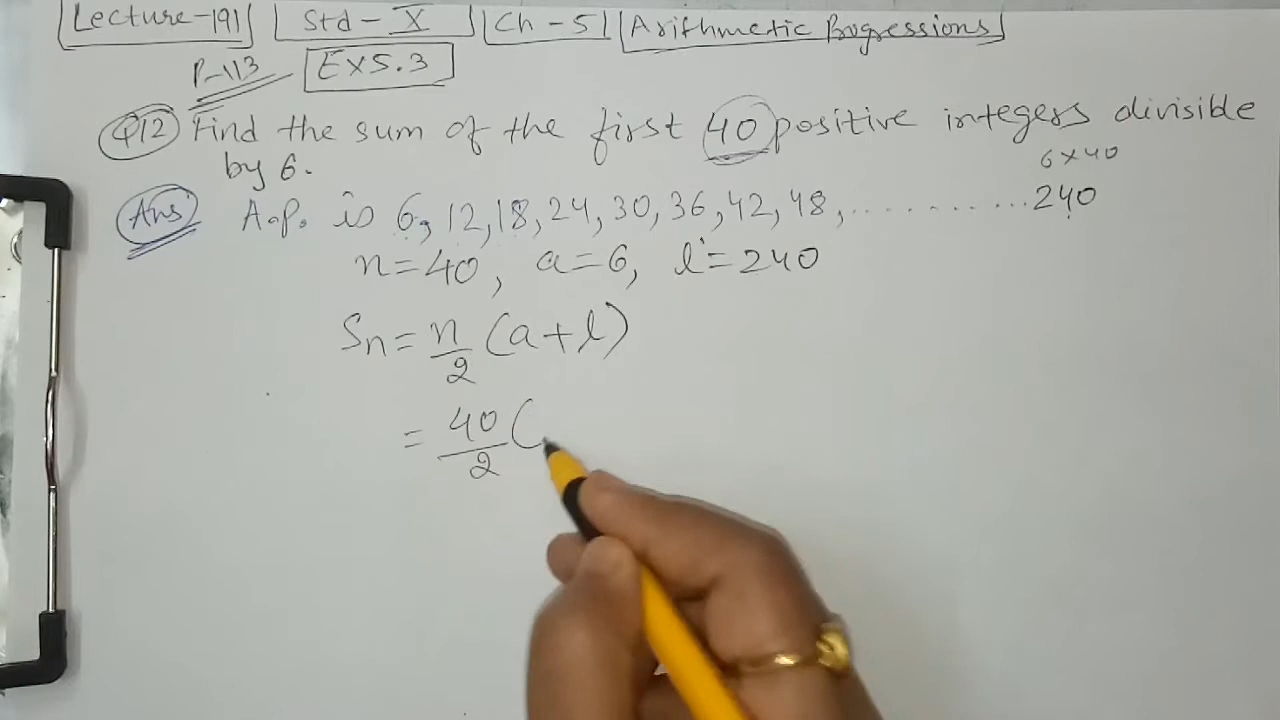 Lecture-191 Std-X Ch-5 Arithmetic Progressions
P-113 EX5.3
Q12 Find the sum of the first 40 positive integers divisible
by 6.
6×40
Ans A.P. is 6, 12, 18, 24, 30, 36, 42, 48, ........... 240
n=40, a=6, l=240
Sn = n/2 (a+l)
= 40/2 (